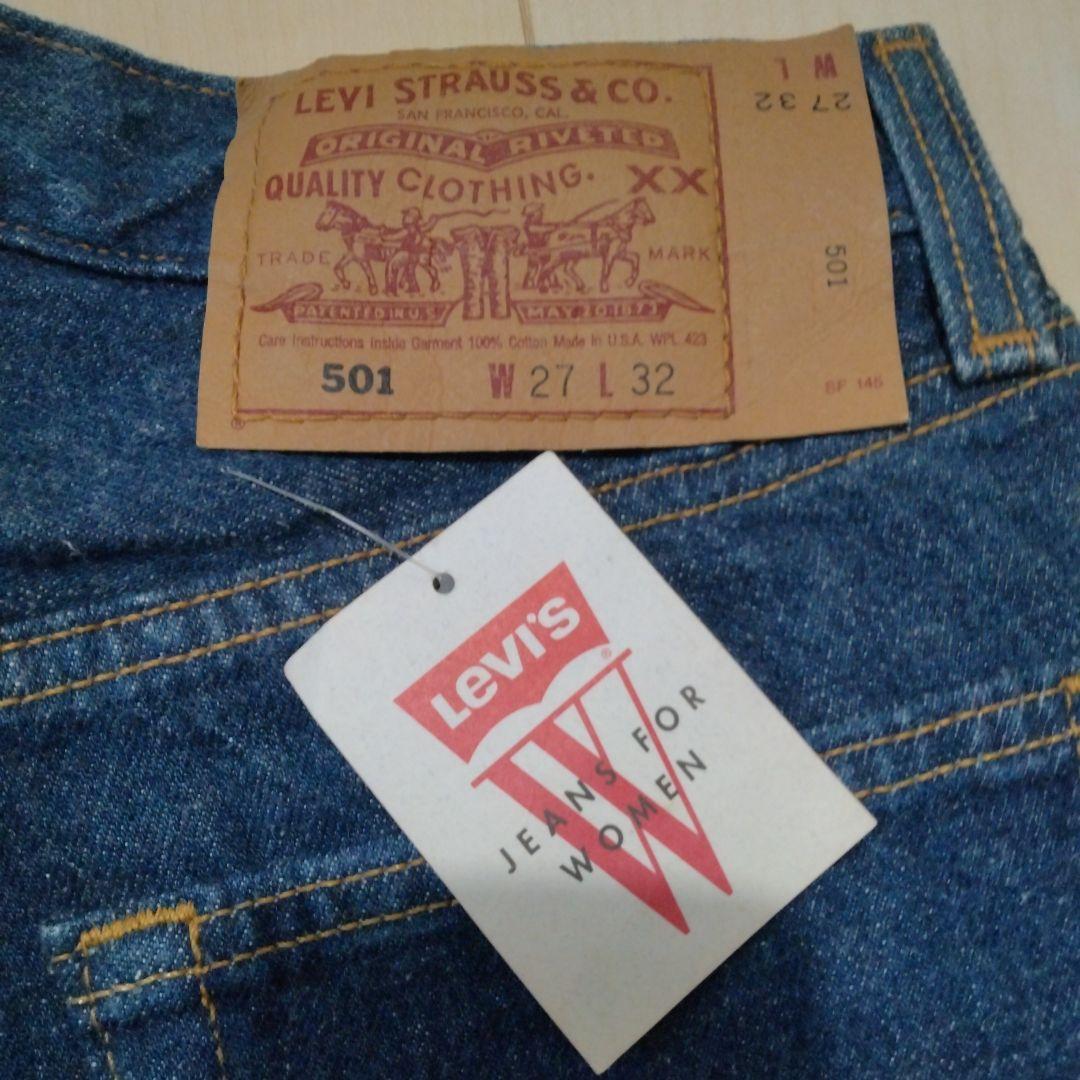 LEVI STRAUSS & CO.
SAN FRANCISCO, CAL.
ORIGINAL RIVETED
QUALITY CLOTHING. XX
TRADE MARK
PATENTED IN U.S. MAY 20 1873
Care Instructions Inside Garment 100% Cotton Made in U.S.A. WPL 423
501 W 27 L 32
®
W L
27 32
501
SF 145
LEVI'S ®
W
JEANS FOR
WOMEN